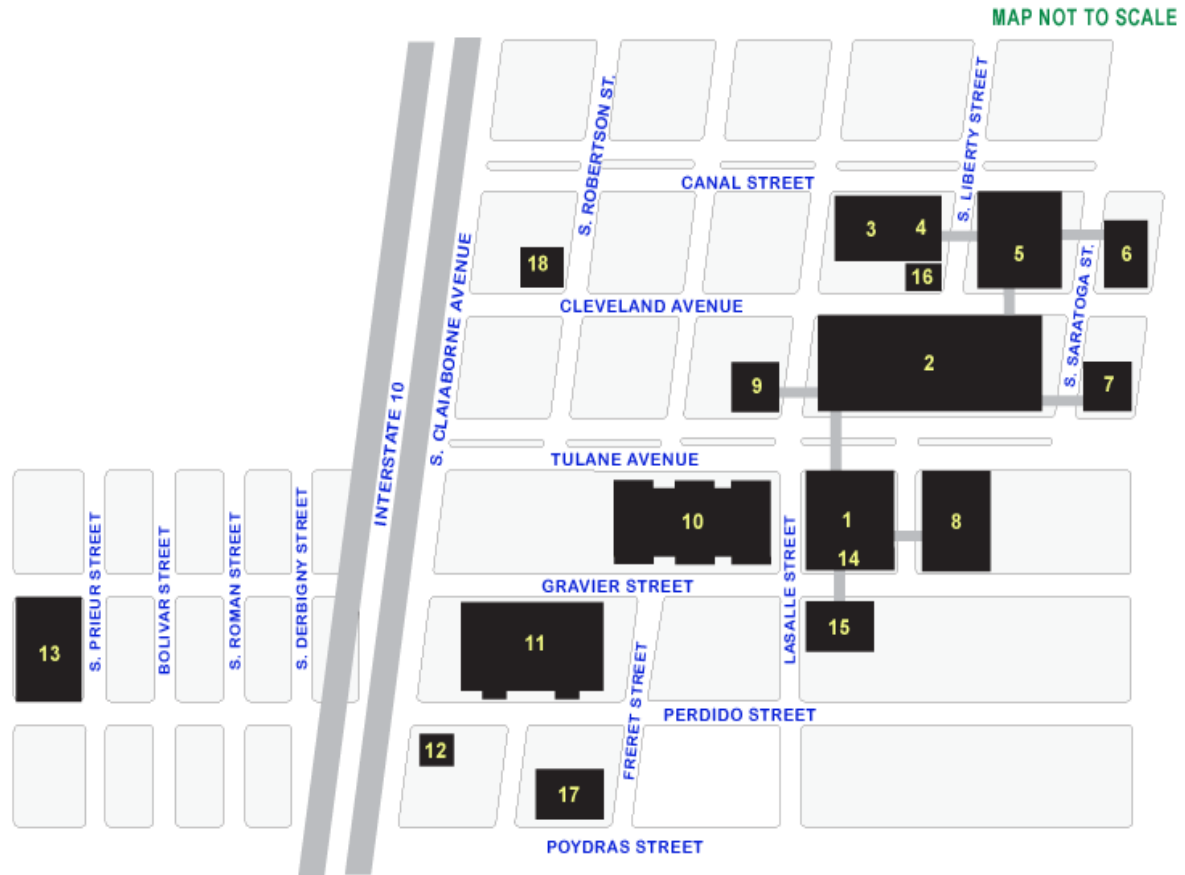 MAP NOT TO SCALE
S. LIBERTY STREET
S. ROBERTSON ST.
CANAL STREET
3
4
5
6
18
16
S. SARATOGA ST.
S. CLAIABORNE AVENUE
CLEVELAND AVENUE
2
9
7
INTERSTATE 10
TULANE AVENUE
10
1
8
14
LASALLE STREET
S. PRIEUR STREET
BOLIVAR STREET
S. ROMAN STREET
S. DERBIGNY STREET
GRAVIER STREET
13
11
15
FRERET STREET
PERDIDO STREET
12
17
POYDRAS STREET